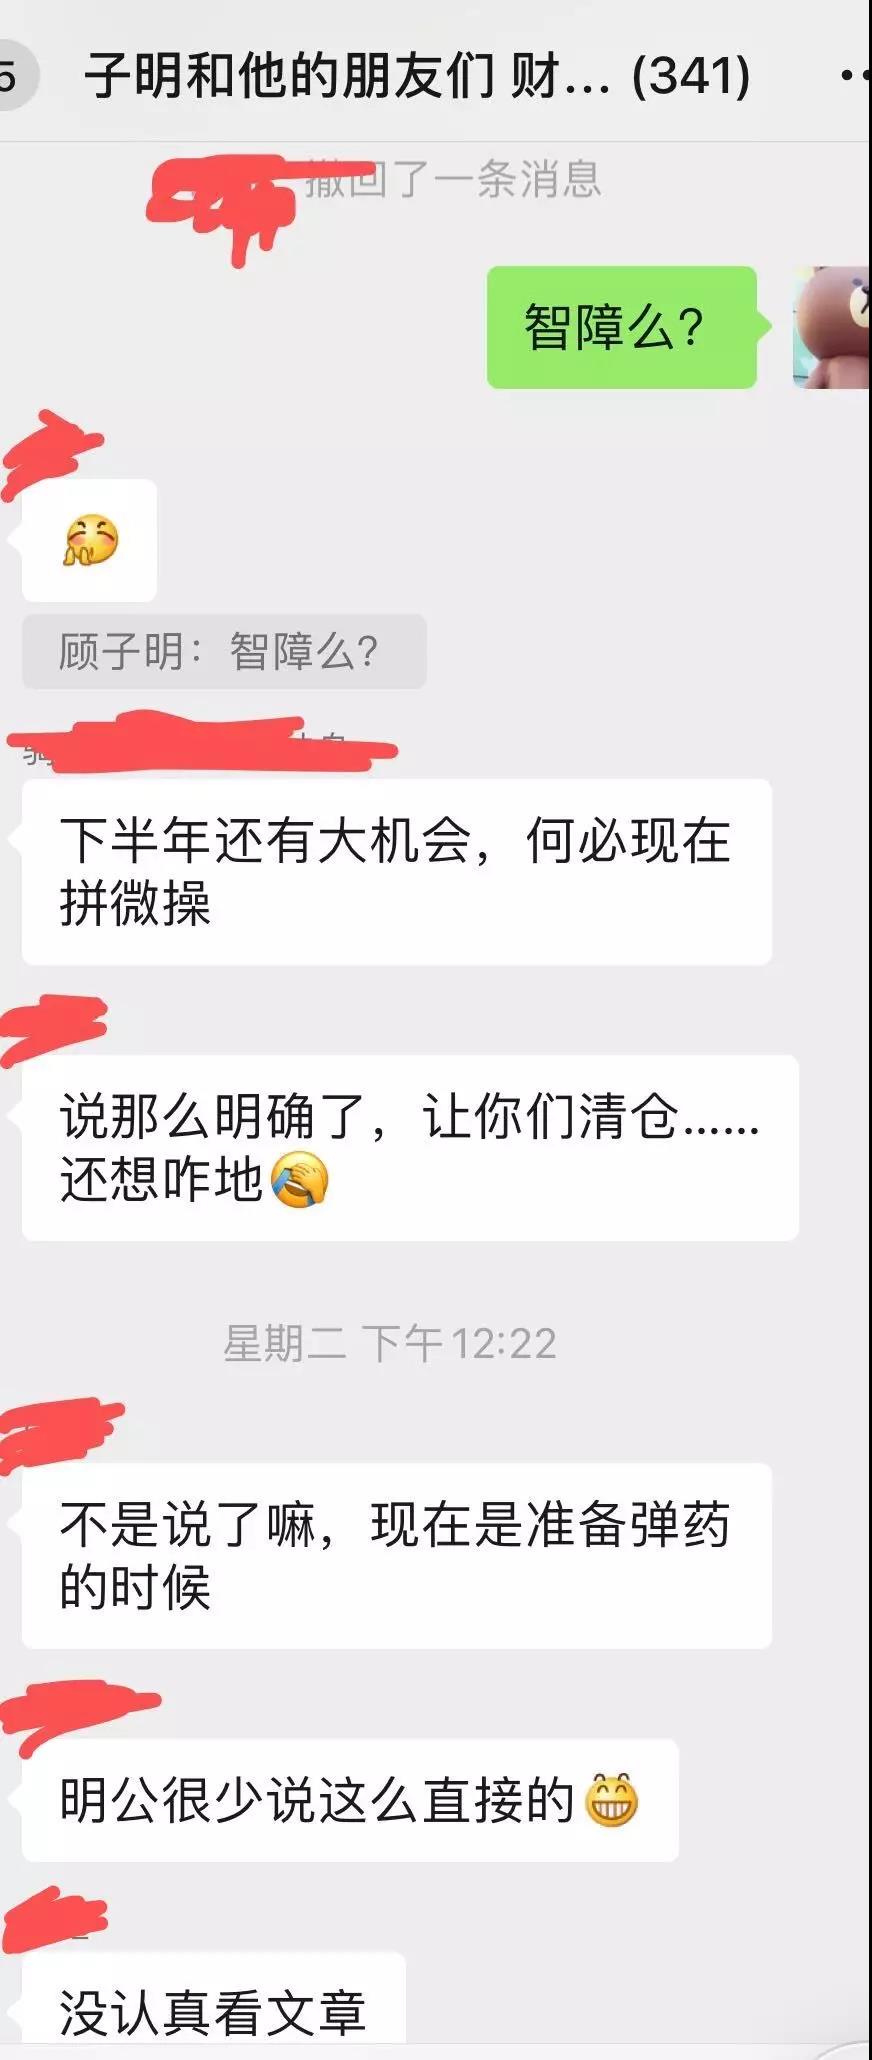 5
子明和他的朋友们 财... (341)
撤回了一条消息
智障么?
顾子明：智障么?
下半年还有大机会，何必现在
拼微操
说那么明确了，让你们清仓......
还想咋地
星期二 下午12:22
不是说了嘛，现在是准备弹药
的时候
明公很少说这么直接的
没认真看文章